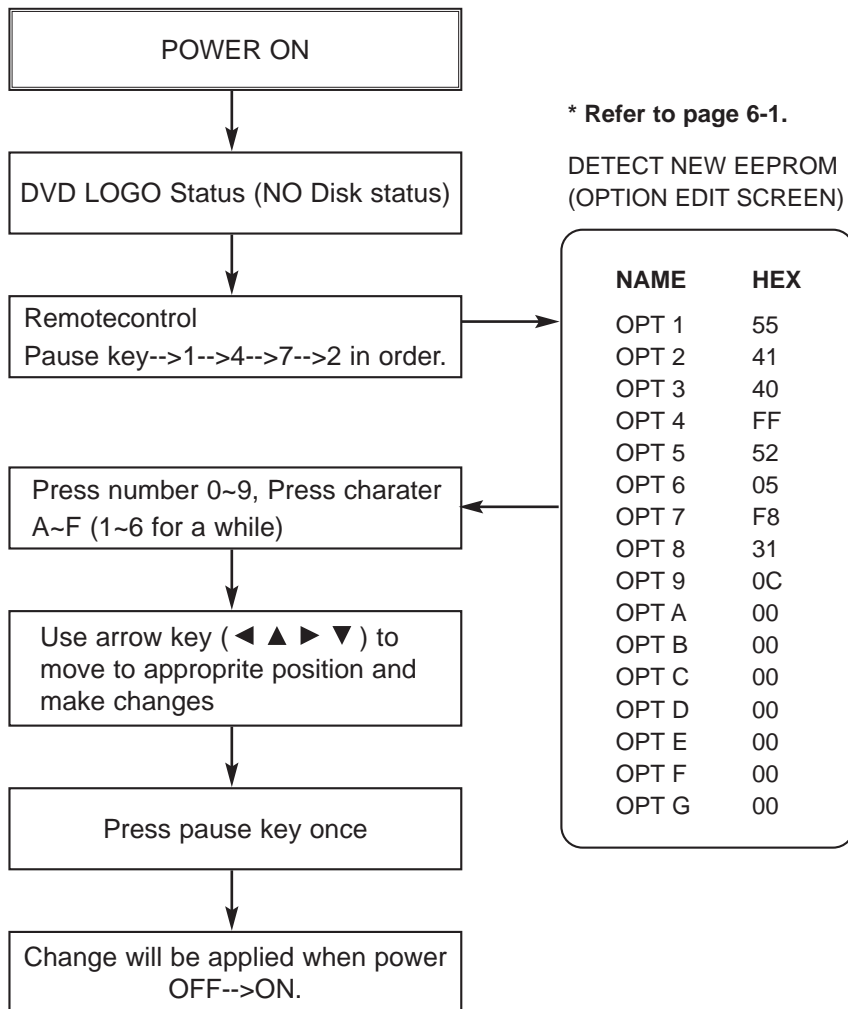 POWER ON
DVD LOGO Status (NO Disk status)
Remotecontrol
Pause key-->1-->4-->7-->2 in order.
* Refer to page 6-1.
DETECT NEW EEPROM
(OPTION EDIT SCREEN)
NAME HEX
OPT 1 55
OPT 2 41
OPT 3 40
OPT 4 FF
OPT 5 52
OPT 6 05
OPT 7 F8
OPT 8 31
OPT 9 0C
OPT A 00
OPT B 00
OPT C 00
OPT D 00
OPT E 00
OPT F 00
OPT G 00
Press number 0~9, Press charater
A~F (1~6 for a while)
Use arrow key (◄ ▲ ► ▼) to
move to approprite position and
make changes
Press pause key once
Change will be applied when power
OFF-->ON.